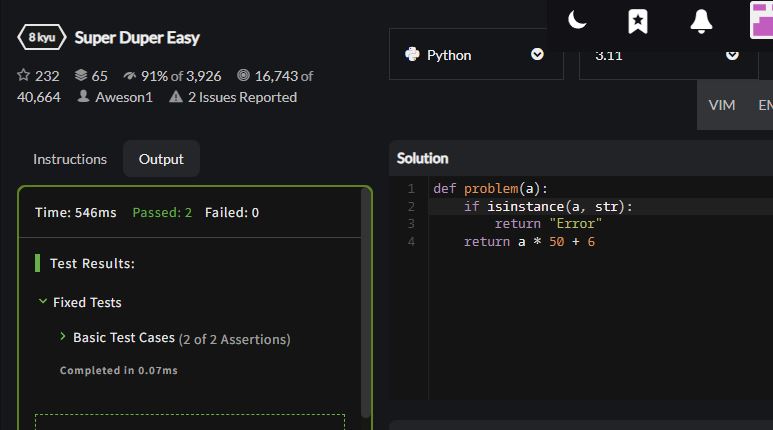 8 kyu Super Duper Easy
232 65 91% of 3,926 16,743 of
40,664 Aweson1 2 Issues Reported
Instructions Output
Time: 546ms Passed: 2 Failed: 0
Test Results:
Fixed Tests
Basic Test Cases (2 of 2 Assertions)
Completed in 0.07ms
Python 3.11
VIM EM
Solution
1 def problem(a):
2 if isinstance(a, str):
3 return "Error"
4 return a * 50 + 6